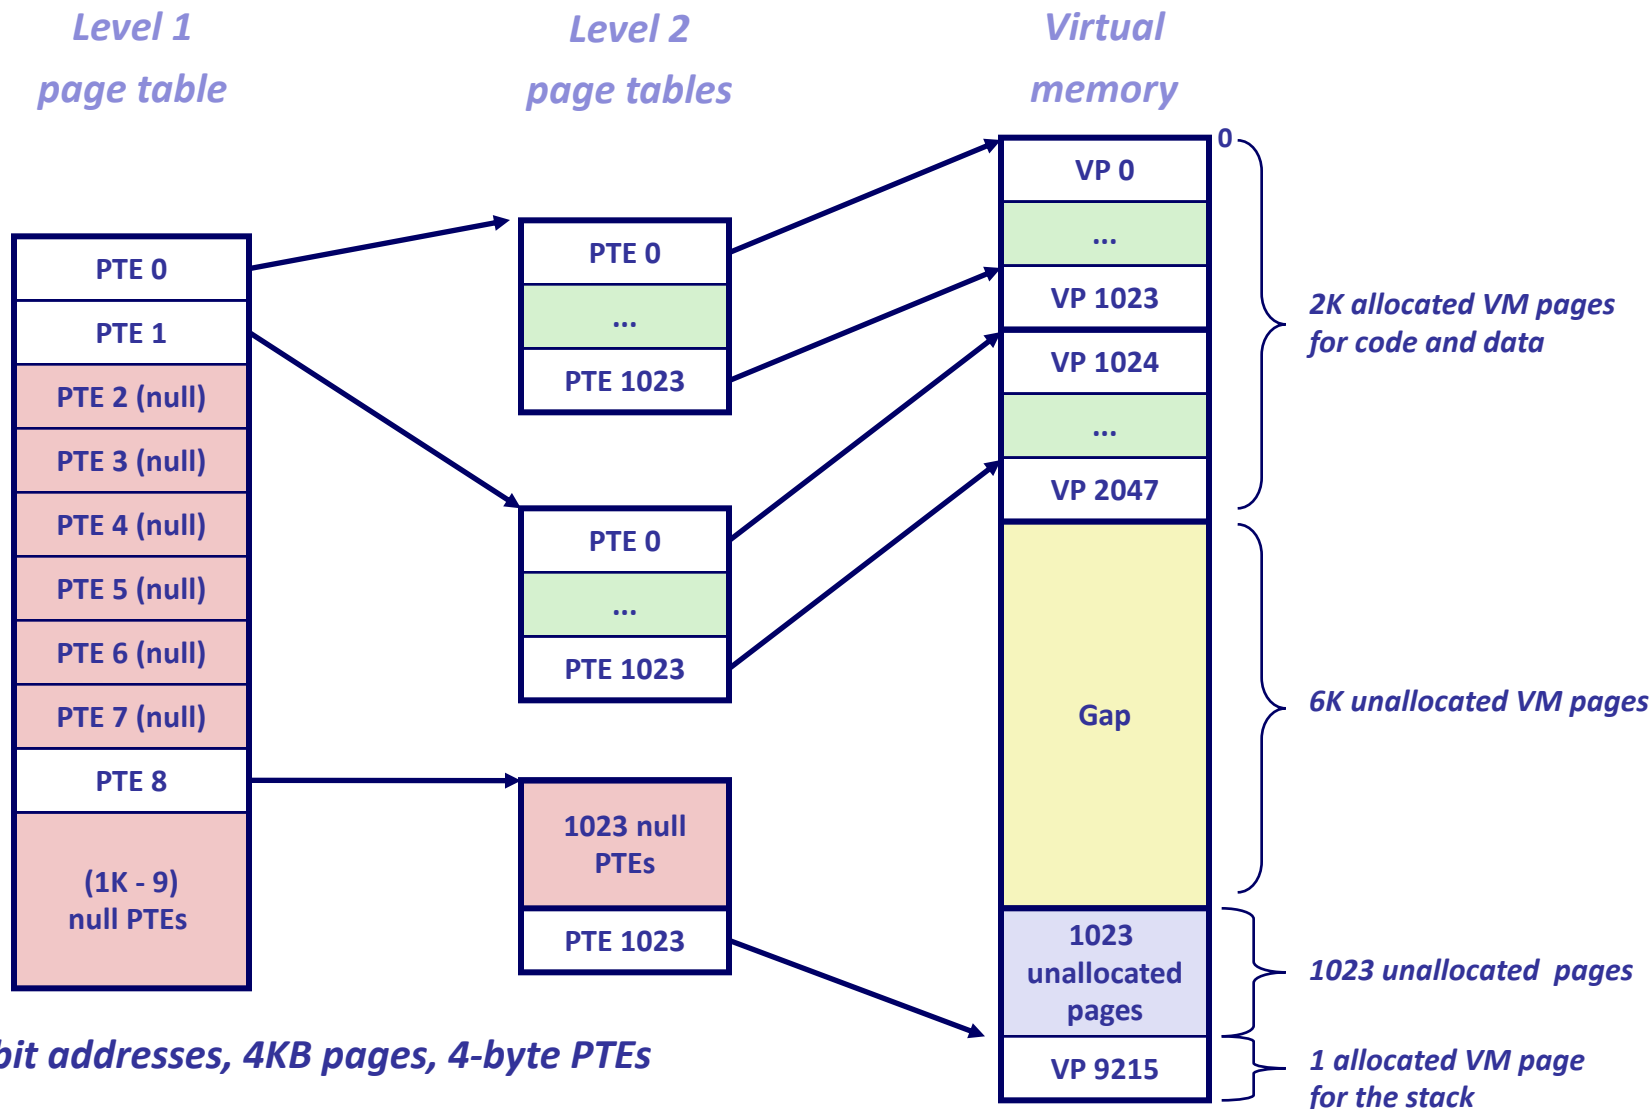 Level 1
page table
Level 2
page tables
Virtual
memory
PTE 0
PTE 1
PTE 2 (null)
PTE 3 (null)
PTE 4 (null)
PTE 5 (null)
PTE 6 (null)
PTE 7 (null)
PTE 8
(1K - 9)
null PTEs
PTE 0
...
PTE 1023
PTE 0
...
PTE 1023
1023 null
PTEs
PTE 1023
0
VP 0
...
VP 1023
VP 1024
...
VP 2047
Gap
1023
unallocated
pages
VP 9215
2K allocated VM pages
for code and data
6K unallocated VM pages
1023 unallocated pages
1 allocated VM page
for the stack
bit addresses, 4KB pages, 4-byte PTEs